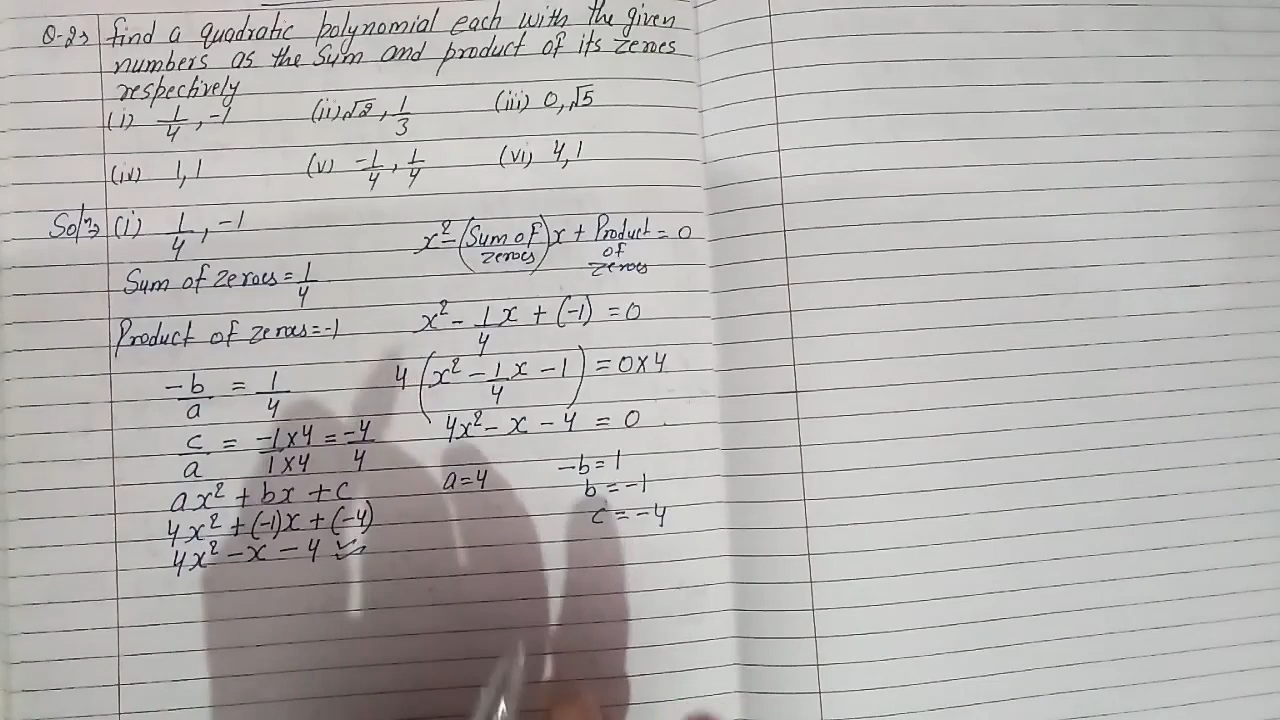 Q-2⇒ find a quadratic polynomial each with the given
numbers as the Sum and product of its zeroes
respectively
(i) 1/4, -1 (ii) √2, 1/3 (iii) 0, √5
(iv) 1, 1 (v) -1/4, 1/4 (vi) 4, 1
Soln⇒ (i) 1/4, -1
Sum of zeroes = 1/4
Product of zeroes = -1
-b/a = 1/4
c/a = -1×4/1×4 = -4/4
ax² + bx + c
4x² + (-1)x + (-4)
4x² - x - 4 ✓
x² - (Sum of zeroes)x + Product of zeroes = 0
x² - 1/4 x + (-1) = 0
4(x² - 1/4 x - 1) = 0×4
4x² - x - 4 = 0
a = 4 -b = 1
b = -1
c = -4